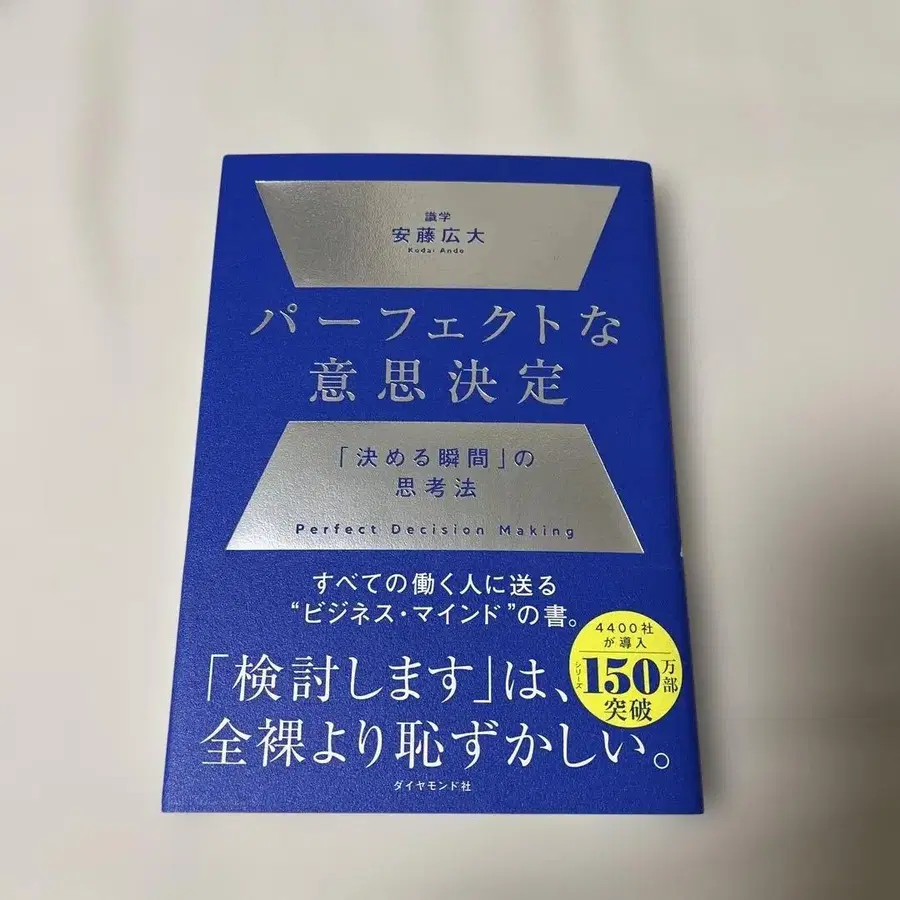 識学
安藤広大
Kodai Ando
パーフェクトな
意思決定
「決める瞬間」の
思考法
Perfect Decision Making
すべての働く人に送る
“ビジネス・マインド”の書。
4400社
が導入
シリーズ
150万部
突破
「検討します」は、
全裸より恥ずかしい。
ダイヤモンド社